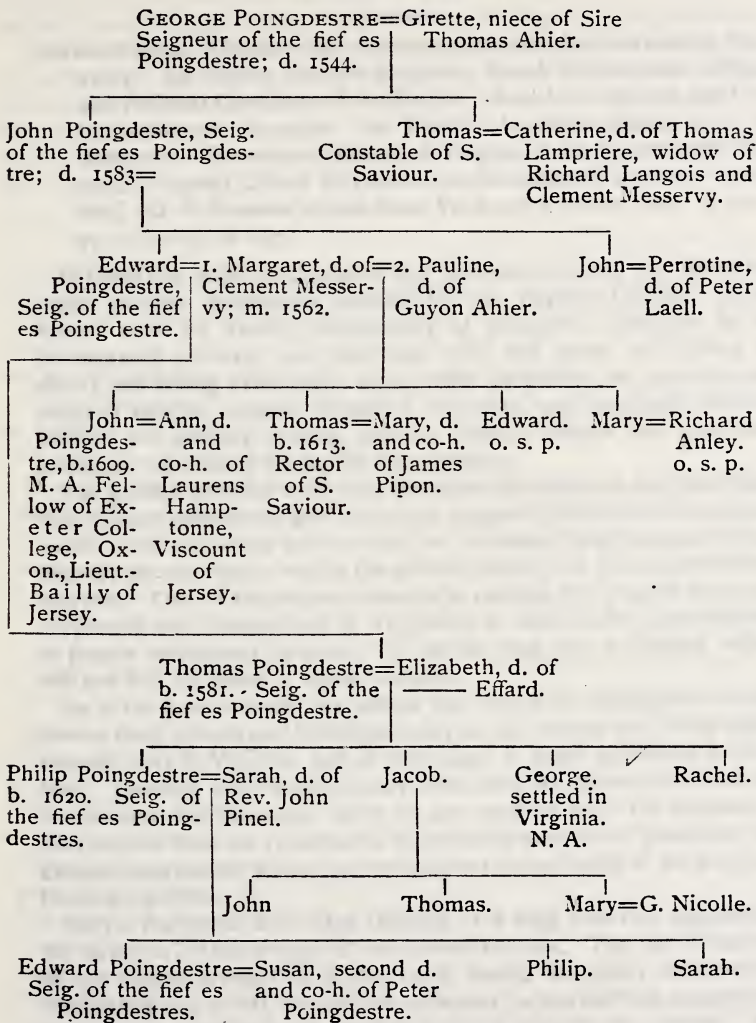 GEORGE POINGDESTRE=Girette, niece of Sire
Seigneur of the fief es Thomas Ahier.
Poingdestre; d. 1544.
John Poingdestre, Seig.
of the fief es Poingdes-
tre; d. 1583=
Thomas=Catherine, d. of Thomas
Constable of S. Lampriere, widow of
Saviour. Richard Langois and
Clement Messervy.
Edward=1. Margaret, d. of=2. Pauline,
Poingdestre, Clement Messer- d. of
Seig. of the fief vy; m. 1562. Guyon Ahier.
es Poingdestre.
John=Perrotine,
d. of Peter
Laell.
John=Ann, d.
Poingdes- and
tre, b. 1609. co-h. of
M. A. Fel- Laurens
low of Ex- Hamp-
eter Col- tonne,
lege, Ox- Viscount
on., Lieut.- of
Bailly of Jersey.
Jersey.
Thomas=Mary, d.
b. 1613. and co-h.
Rector of James
of S. Pipon.
Saviour.
Edward.
o. s. p.
Mary=Richard
Anley.
o. s. p.
Thomas Poingdestre=Elizabeth, d. of
b. 1581. - Seig. of the —— Effard.
fief es Poingdestre.
Philip Poingdestre=Sarah, d. of
b. 1620. Seig. of Rev. John
the fief es Poing- Pinel.
destres.
Jacob.
George,
settled in
Virginia.
N. A.
Rachel.
John Thomas. Mary=G. Nicolle.
Edward Poingdestre=Susan, second d.
Seig. of the fief es and co-h. of Peter
Poingdestres. Poingdestre.
Philip. Sarah.